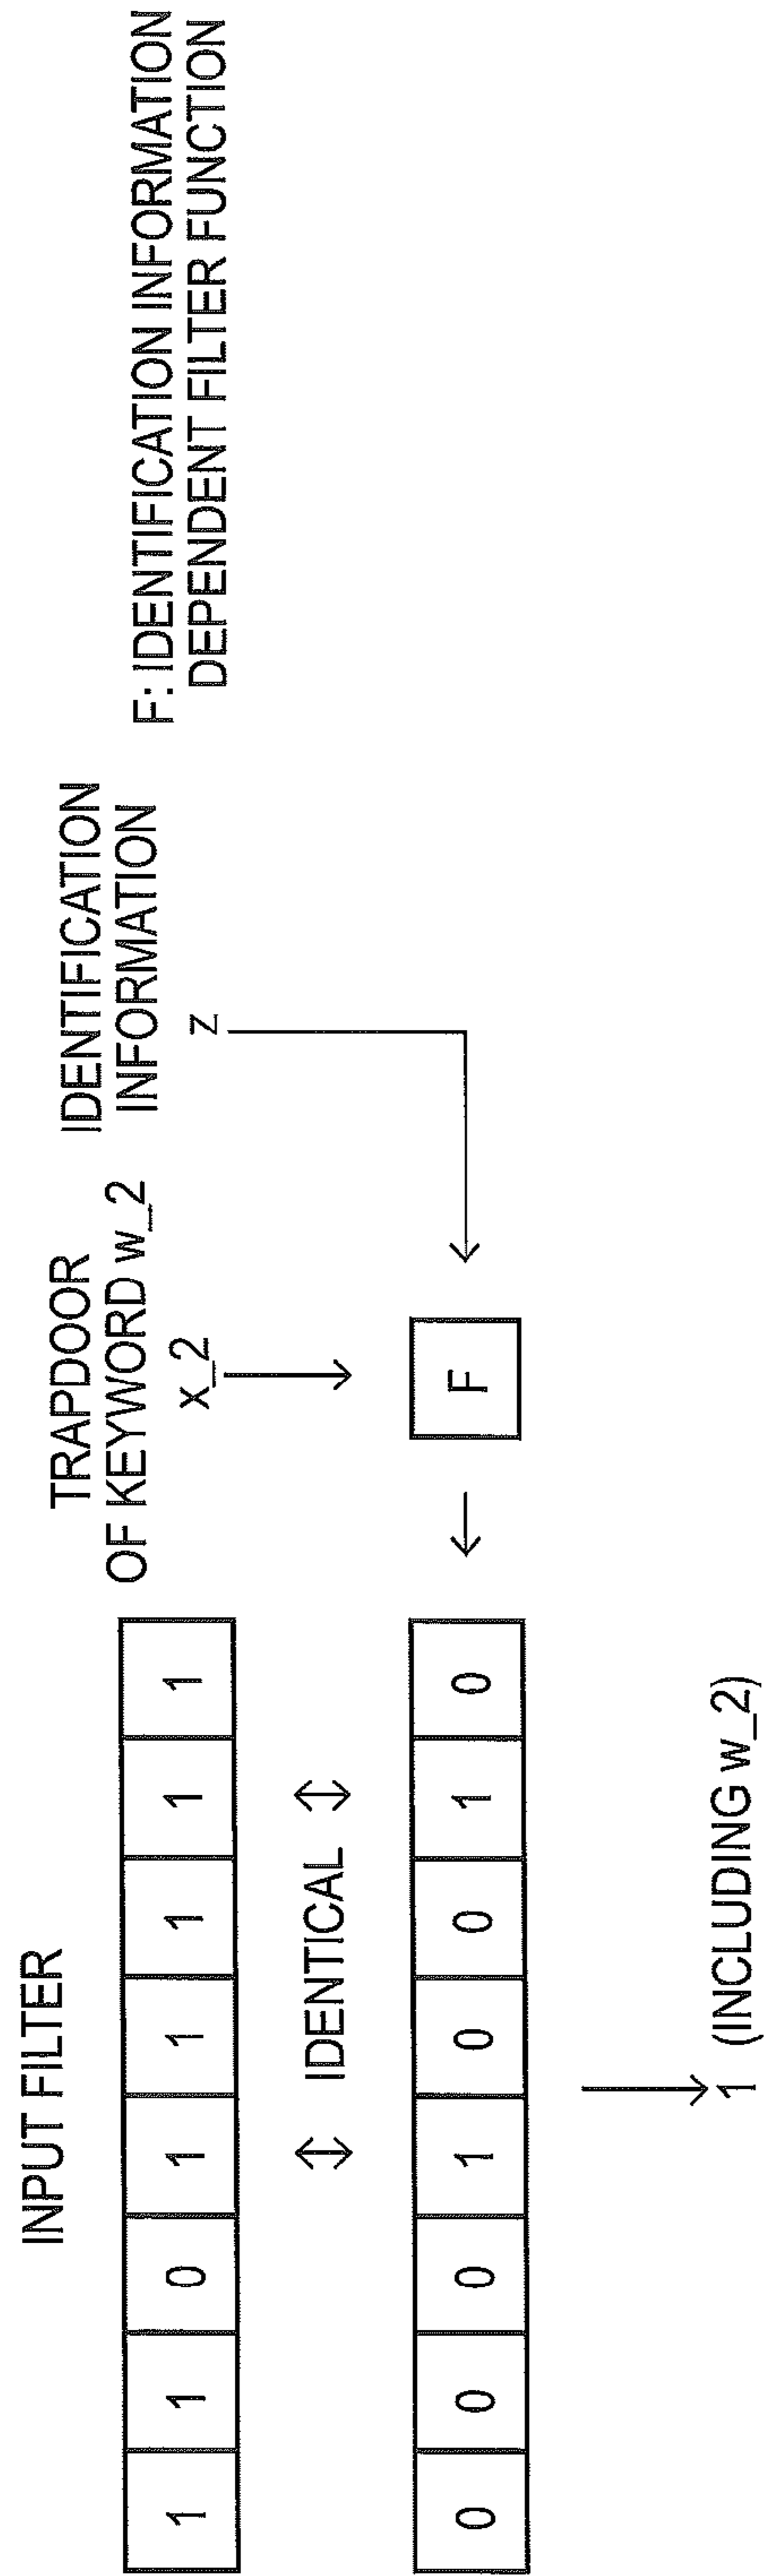 INPUT FILTER
1 1 0 1 1 1 1 1
IDENTICAL
0 0 0 1 0 0 1 0
1 (INCLUDING w_2)
TRAPDOOR
OF KEYWORD w_2
x_2
F
IDENTIFICATION
INFORMATION
z
F: IDENTIFICATION INFORMATION
DEPENDENT FILTER FUNCTION